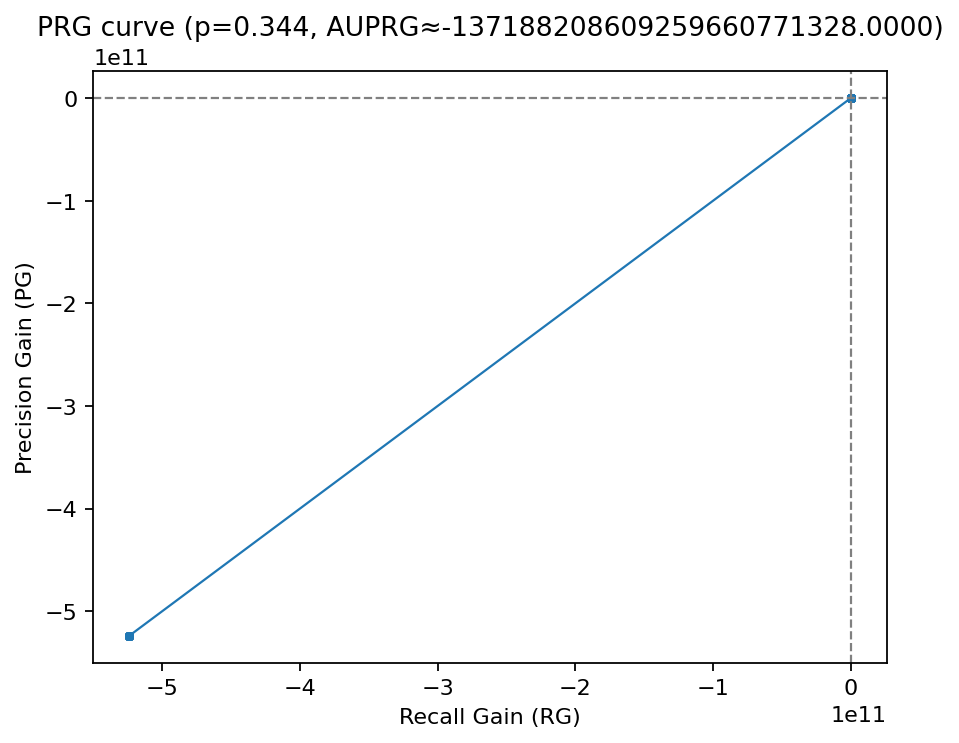 PRG curve (p=0.344, AUPRG≈-137188208609259660771328.0000)
1e11
0
−1
−2
−3
−4
−5
Precision Gain (PG)
−5 −4 −3 −2 −1 0
1e11
Recall Gain (RG)